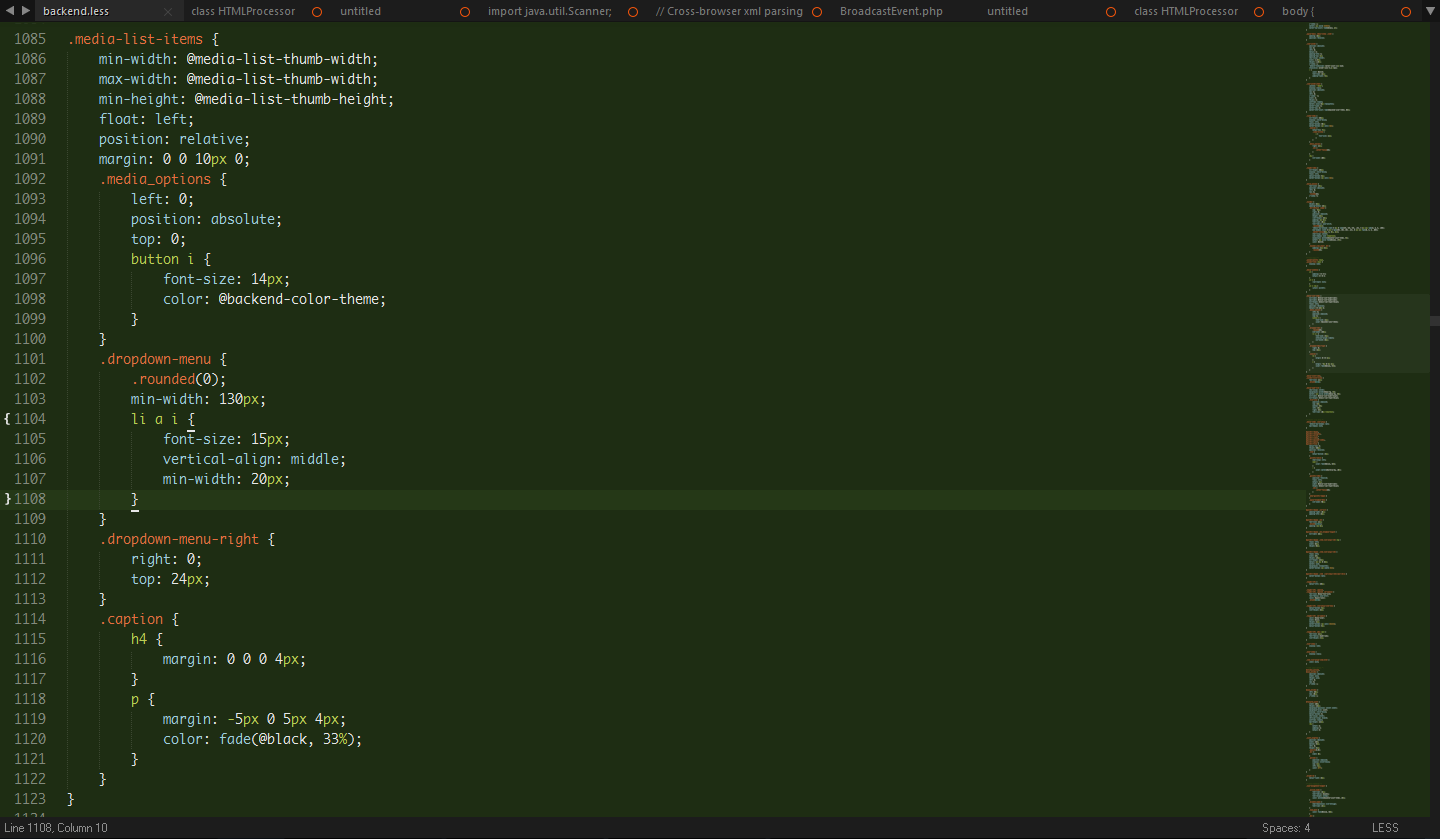 backend.less class HTMLProcessor untitled import java.util.Scanner; // Cross-browser xml parsing BroadcastEvent.php untitled class HTMLProcessor body {
1085 .media-list-items {
1086 min-width: @media-list-thumb-width;
1087 max-width: @media-list-thumb-width;
1088 min-height: @media-list-thumb-height;
1089 float: left;
1090 position: relative;
1091 margin: 0 0 10px 0;
1092 .media_options {
1093 left: 0;
1094 position: absolute;
1095 top: 0;
1096 button i {
1097 font-size: 14px;
1098 color: @backend-color-theme;
1099 }
1100 }
1101 .dropdown-menu {
1102 .rounded(0);
1103 min-width: 130px;
{ 1104 li a i {
1105 font-size: 15px;
1106 vertical-align: middle;
1107 min-width: 20px;
} 1108 }
1109 }
1110 .dropdown-menu-right {
1111 right: 0;
1112 top: 24px;
1113 }
1114 .caption {
1115 h4 {
1116 margin: 0 0 0 4px;
1117 }
1118 p {
1119 margin: -5px 0 5px 4px;
1120 color: fade(@black, 33%);
1121 }
1122 }
1123 }
Line 1108, Column 10 Spaces: 4 LESS